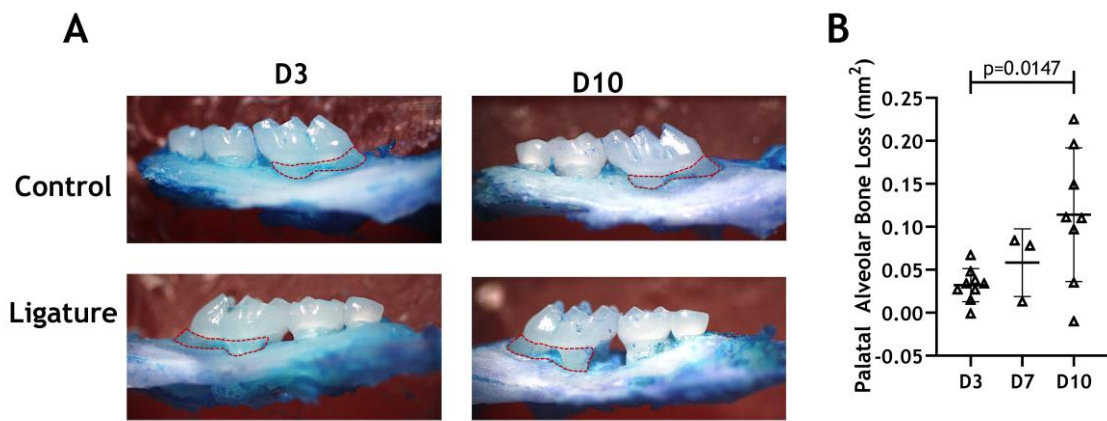 A
D3
D10
Control
Ligature
B
p=0.0147
Palatal Alveolar Bone Loss (mm²)
0.25
0.20
0.15
0.10
0.05
0.00
-0.05
D3 D7 D10